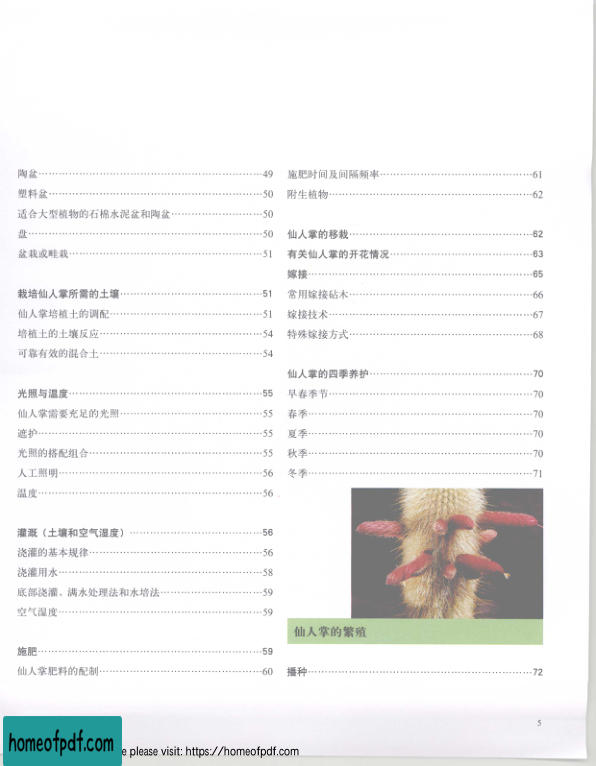 陶盆……49
塑料盆……50
适合大型植物的石棉水泥盆和陶盆……50
盘……50
盆栽或畦栽……51
栽培仙人掌所需的土壤……51
仙人掌培植土的调配……51
培植土的土壤反应……54
可靠有效的混合土……54
光照与温度……55
仙人掌需要充足的光照……55
遮护……55
光照的搭配组合……55
人工照明……56
温度……56
灌溉（土壤和空气湿度）……56
浇灌的基本规律……56
浇灌用水……58
底部浇灌、满水处理法和水培法……59
空气湿度……59
施肥……59
仙人掌肥料的配制……60
施肥时间及间隔频率……61
附生植物……62
仙人掌的移栽……62
有关仙人掌的开花情况……63
嫁接……65
常用嫁接砧木……66
嫁接技术……67
特殊嫁接方式……68
仙人掌的四季养护……70
早春季节……70
春季……70
夏季……70
秋季……70
冬季……71
仙人掌的繁殖
播种……72
5
homeofpdf.com
e please visit: https://homeofpdf.com